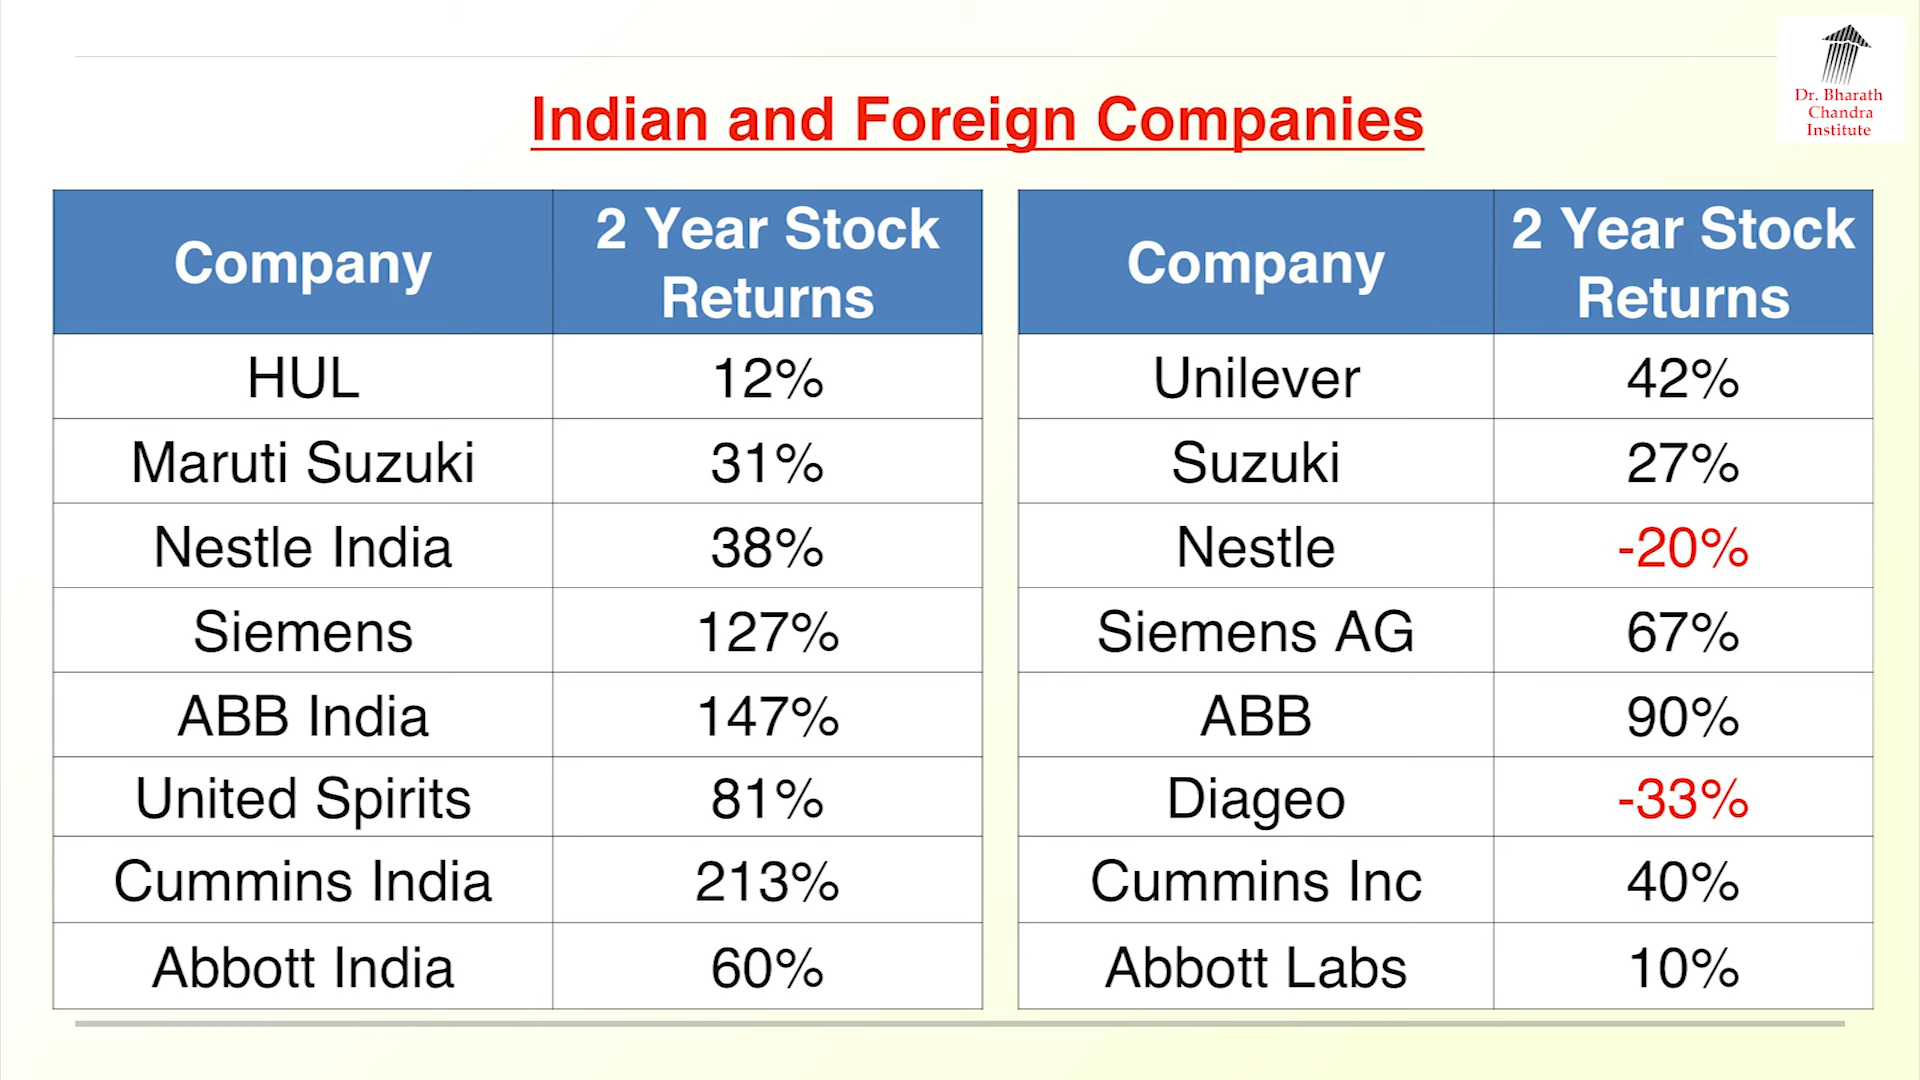 Dr. Bharath
Chandra
Institute
Indian and Foreign Companies
Company 2 Year Stock Returns
HUL 12%
Maruti Suzuki 31%
Nestle India 38%
Siemens 127%
ABB India 147%
United Spirits 81%
Cummins India 213%
Abbott India 60%
Company 2 Year Stock Returns
Unilever 42%
Suzuki 27%
Nestle -20%
Siemens AG 67%
ABB 90%
Diageo -33%
Cummins Inc 40%
Abbott Labs 10%